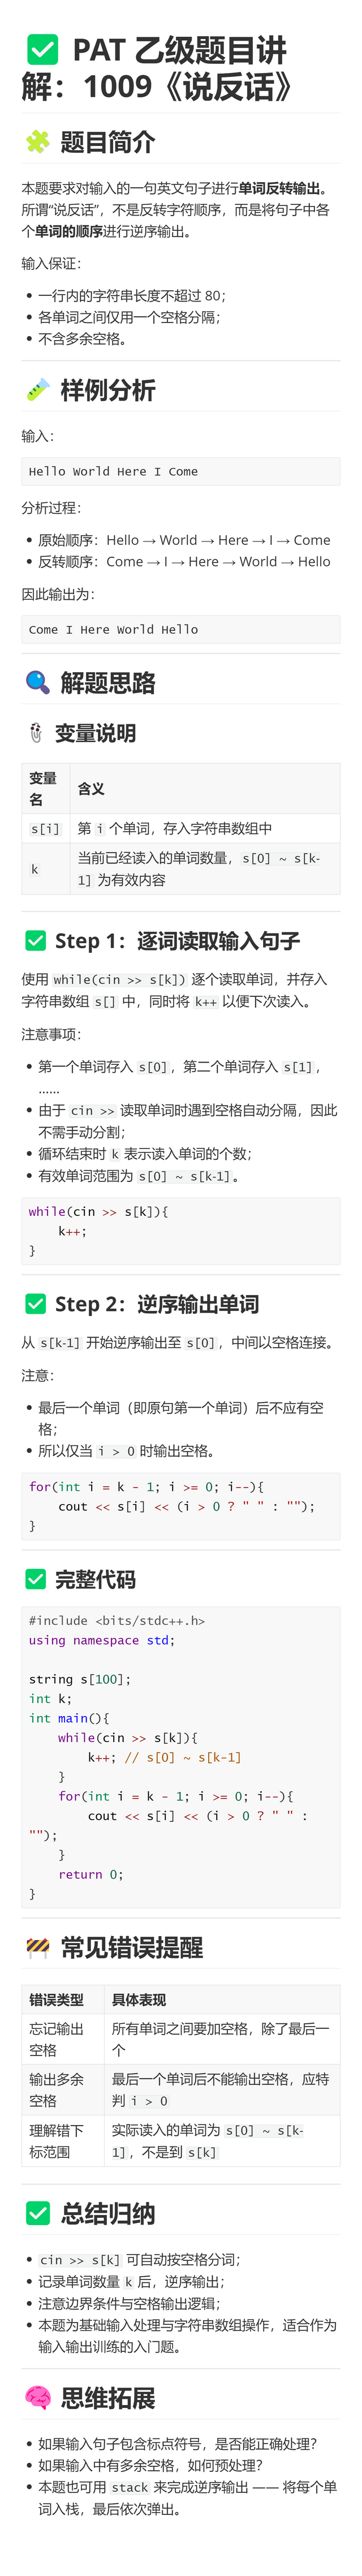 ✅ PAT 乙级题目讲
解：1009《说反话》
🧩 题目简介
本题要求对输入的一句英文句子进行单词反转输出。
所谓“说反话”，不是反转字符顺序，而是将句子中各
个单词的顺序进行逆序输出。
输入保证：
• 一行内的字符串长度不超过 80；
• 各单词之间仅用一个空格分隔；
• 不含多余空格。
🧪 样例分析
输入：
Hello World Here I Come
分析过程：
• 原始顺序：Hello → World → Here → I → Come
• 反转顺序：Come → I → Here → World → Hello
因此输出为：
Come I Here World Hello
🔍 解题思路
🖇 变量说明
变量
名
含义
s[i]
第 i 个单词，存入字符串数组中
k
当前已经读入的单词数量，s[0] ~ s[k-
1] 为有效内容
✅ Step 1：逐词读取输入句子
使用 while(cin >> s[k]) 逐个读取单词，并存入
字符串数组 s[] 中，同时将 k++ 以便下次读入。
注意事项：
• 第一个单词存入 s[0]，第二个单词存入 s[1]，
……
• 由于 cin >> 读取单词时遇到空格自动分隔，因此
不需手动分割；
• 循环结束时 k 表示读入单词的个数；
• 有效单词范围为 s[0] ~ s[k-1]。
while(cin >> s[k]){
    k++;
}
✅ Step 2：逆序输出单词
从 s[k-1] 开始逆序输出至 s[0]，中间以空格连接。
注意：
• 最后一个单词（即原句第一个单词）后不应有空
格；
• 所以仅当 i > 0 时输出空格。
for(int i = k - 1; i >= 0; i--){
    cout << s[i] << (i > 0 ? " " : "");
}
✅ 完整代码
#include <bits/stdc++.h>
using namespace std;
string s[100];
int k;
int main(){
    while(cin >> s[k]){
        k++; // s[0] ~ s[k-1]
    }
    for(int i = k - 1; i >= 0; i--){
        cout << s[i] << (i > 0 ? " " :
"");
    }
    return 0;
}
🚧 常见错误提醒
错误类型
具体表现
忘记输出
空格
所有单词之间要加空格，除了最后一
个
输出多余
空格
最后一个单词后不能输出空格，应特
判 i > 0
理解错下
标范围
实际读入的单词为 s[0] ~ s[k-
1]，不是到 s[k]
✅ 总结归纳
• cin >> s[k] 可自动按空格分词；
• 记录单词数量 k 后，逆序输出；
• 注意边界条件与空格输出逻辑；
• 本题为基础输入处理与字符串数组操作，适合作为
输入输出训练的入门题。
🧠 思维拓展
• 如果输入句子包含标点符号，是否能正确处理？
• 如果输入中有多余空格，如何预处理？
• 本题也可用 stack 来完成逆序输出 —— 将每个单
词入栈，最后依次弹出。